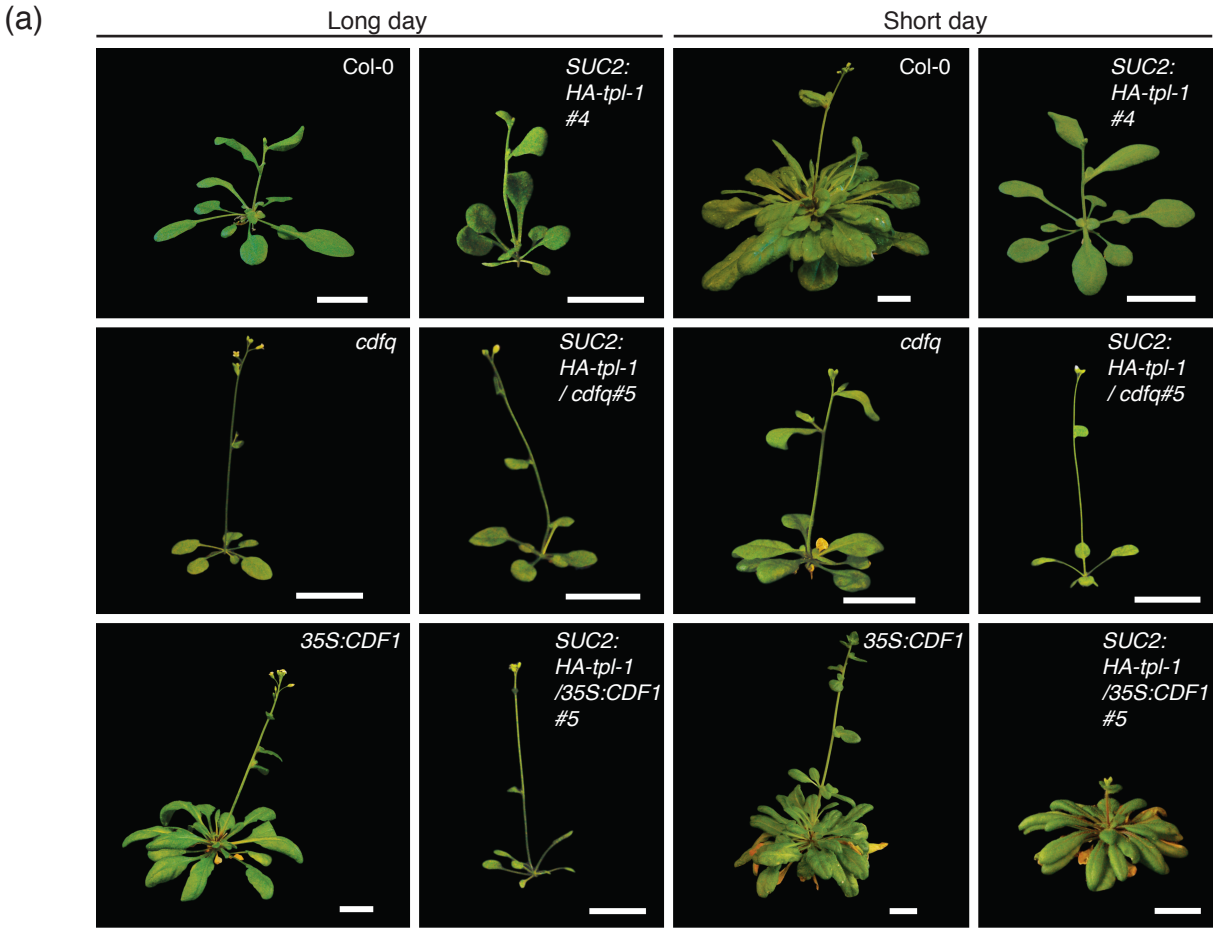 (a)
Long day
Short day
Col-0
SUC2:
HA-tpl-1
#4
Col-0
SUC2:
HA-tpl-1
#4
cdfq
SUC2:
HA-tpl-1
/ cdfq#5
cdfq
SUC2:
HA-tpl-1
/ cdfq#5
35S:CDF1
SUC2:
HA-tpl-1
/35S:CDF1
#5
35S:CDF1
SUC2:
HA-tpl-1
/35S:CDF1
#5